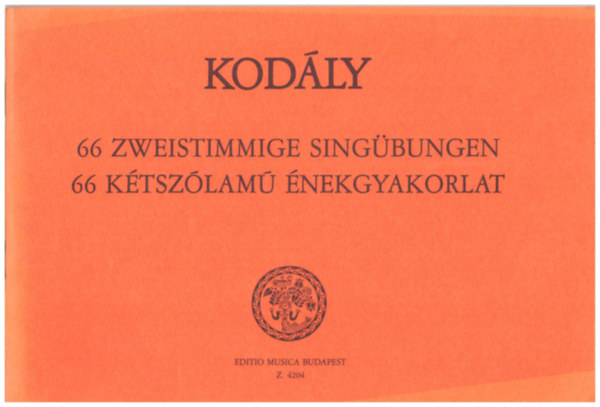 KODÁLY
66 ZWEISTIMMIGE SINGÜBUNGEN
66 KÉTSZÓLAMÚ ÉNEKGYAKORLAT
EDITIO MUSICA BUDAPEST
Z. 4204